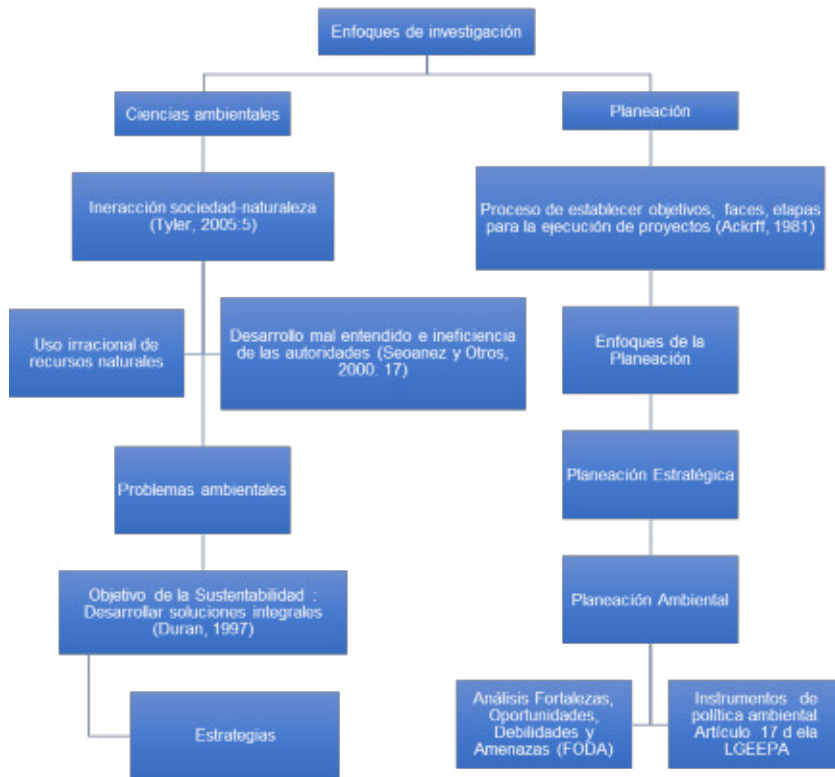 Enfoques de investigación
Ciencias ambientales
Planeación
Ineracción sociedad-naturaleza
(Tyler, 2005:5)
Proceso de establecer objetivos, faces, etapas
para la ejecución de proyectos (Ackrff, 1981)
Uso irracional de
recursos naturales
Desarrollo mal entendido e ineficiencia
de las autoridades (Seoanez y Otros,
2000: 17)
Enfoques de la
Planeación
Problemas ambientales
Planeación Estratégica
Objetivo de la Sustentabilidad :
Desarrollar soluciones integrales
(Duran, 1997)
Planeación Ambiental
Estrategias
Análisis Fortalezas,
Oportunidades,
Debilidades y
Amenazas (FODA)
Instrumentos de
política ambiental.
Artículo 17 d ela
LGEEPA